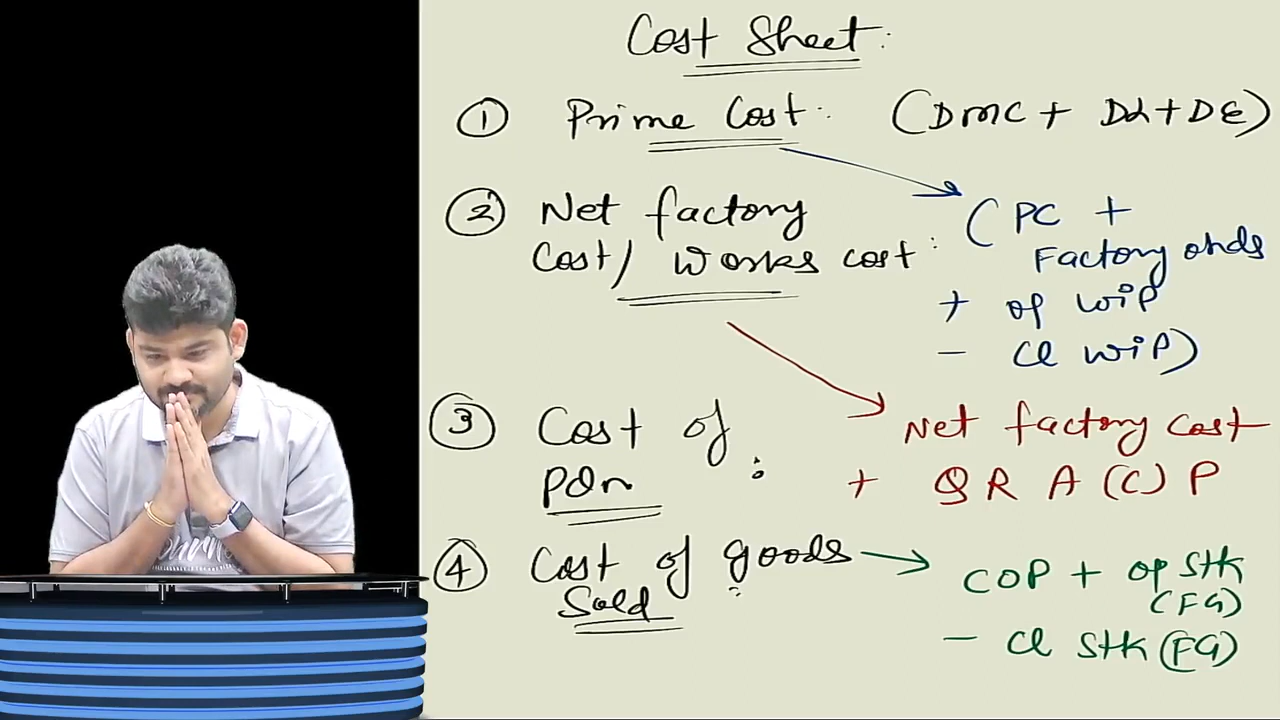 Cost Sheet:
① Prime Cost: (DMC + DL + DE)
② Net factory
Cost/ Works cost:
(PC +
Factory ohds
+ op WIP
- Cl WIP)
③ Cost of
Pdn :
Net factory cost
+ Q R A (C) P
④ Cost of goods
Sold
COP + Op Stk
(FG)
- Cl Stk (FG)